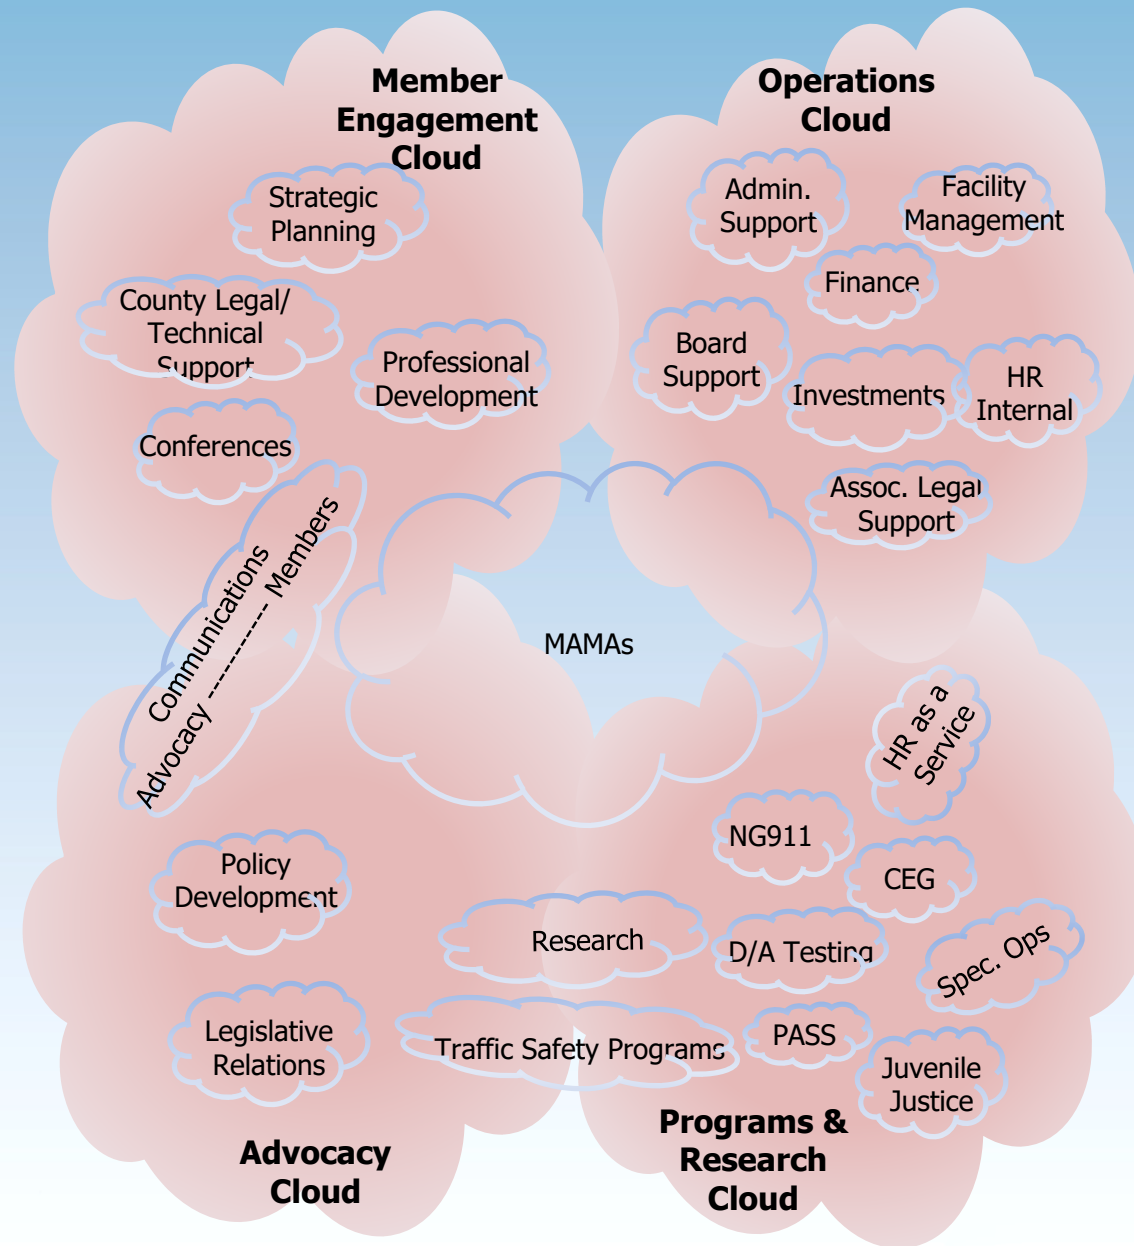 Member
Engagement
Cloud
Strategic
Planning
County Legal/
Technical
Support
Professional
Development
Conferences
Communications
Advocacy ------------ Members
Operations
Cloud
Admin.
Support
Facility
Management
Finance
Board
Support
Investments
HR
Internal
Assoc. Legal
Support
MAMAs
Policy
Development
Legislative
Relations
Research
Traffic Safety Programs
Advocacy
Cloud
HR as a
Service
NG911
CEG
D/A Testing
Spec. Ops
PASS
Juvenile
Justice
Programs &
Research
Cloud